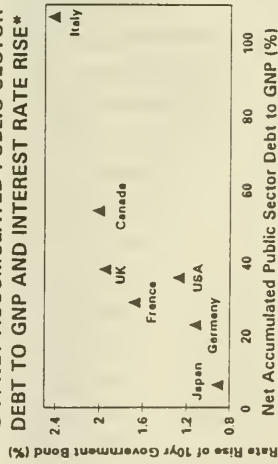 DEBT TO GNP AND INTEREST RATE RISE*
Rate Rise of 10yr Government Bond (%)
2.4
2
1.6
1.2
0.8
Italy
Canada
UK
France
USA
Germany
Japan
0
20
40
60
80
100
Net Accumulated Public Sector Debt to GNP (%)